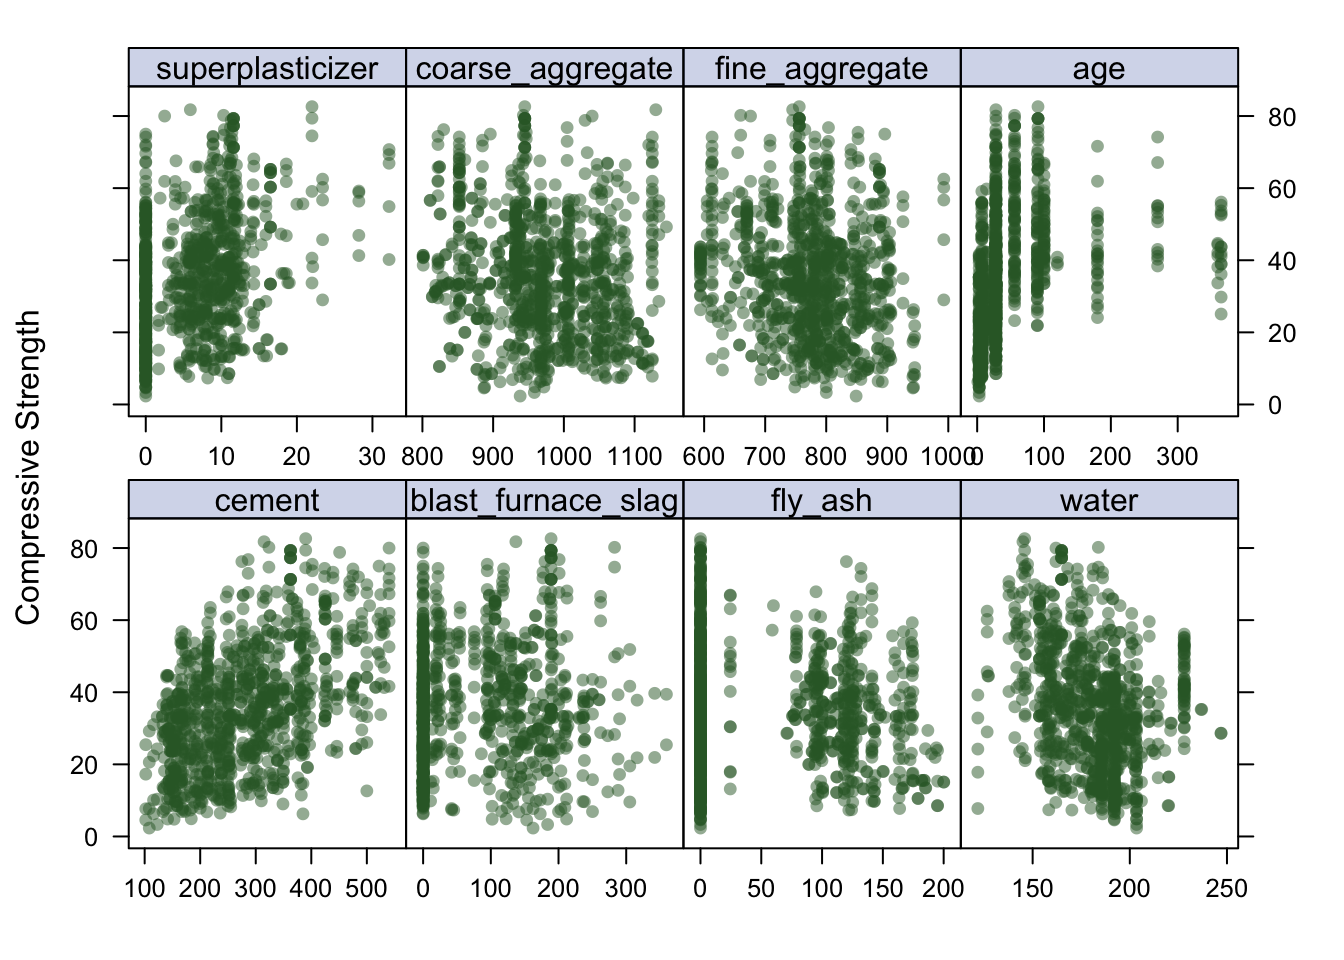 superplasticizer coarse_aggregate fine_aggregate age
80
60
40
20
0
0 10 20 30 800 900 1000 1100 600 700 800 900 1000 0 100 200 300
Compressive Strength
cement blast_furnace_slag fly_ash water
80
60
40
20
0
100 200 300 400 500 0 100 200 300 0 50 100 150 200 150 200 250